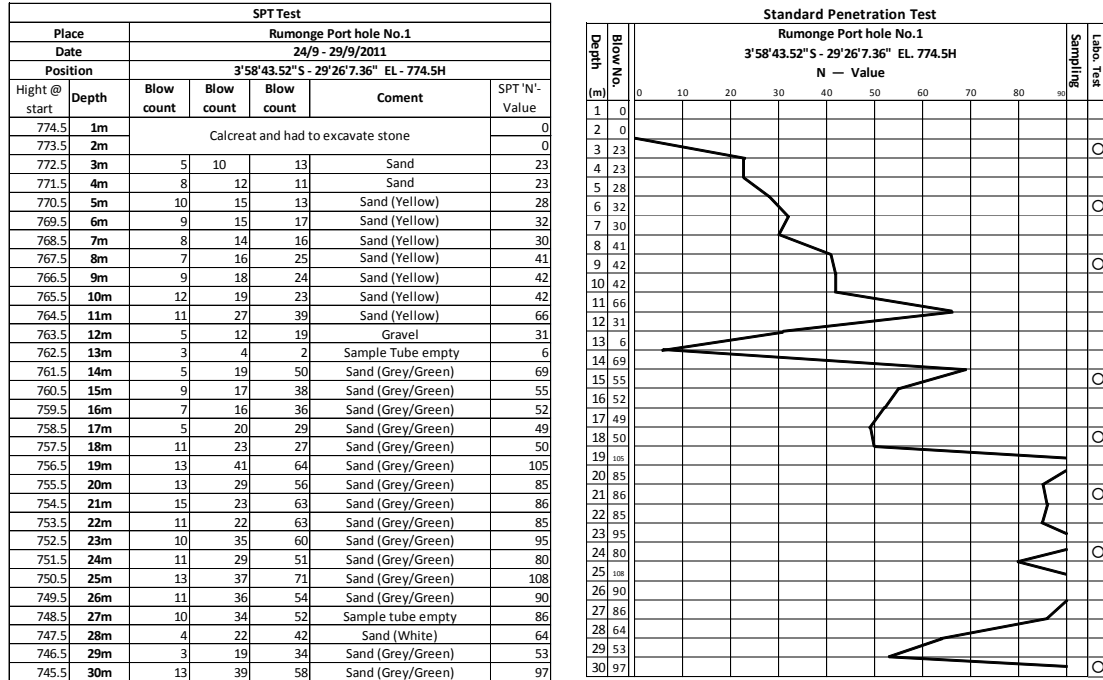 SPT Test
Place Rumonge Port hole No.1
Date 24/9 - 29/9/2011
Position 3'58'43.52"S - 29'26'7.36" EL - 774.5H
Hight @ start Depth Blow count Blow count Blow count Coment SPT 'N'- Value
774.5 1m Calcreat and had to excavate stone 0
773.5 2m 0
772.5 3m 5 10 13 Sand 23
771.5 4m 8 12 11 Sand 23
770.5 5m 10 15 13 Sand (Yellow) 28
769.5 6m 9 15 17 Sand (Yellow) 32
768.5 7m 8 14 16 Sand (Yellow) 30
767.5 8m 7 16 25 Sand (Yellow) 41
766.5 9m 9 18 24 Sand (Yellow) 42
765.5 10m 12 19 23 Sand (Yellow) 42
764.5 11m 11 27 39 Sand (Yellow) 66
763.5 12m 5 12 19 Gravel 31
762.5 13m 3 4 2 Sample Tube empty 6
761.5 14m 5 19 50 Sand (Grey/Green) 69
760.5 15m 9 17 38 Sand (Grey/Green) 55
759.5 16m 7 16 36 Sand (Grey/Green) 52
758.5 17m 5 20 29 Sand (Grey/Green) 49
757.5 18m 11 23 27 Sand (Grey/Green) 50
756.5 19m 13 41 64 Sand (Grey/Green) 105
755.5 20m 13 29 56 Sand (Grey/Green) 85
754.5 21m 15 23 63 Sand (Grey/Green) 86
753.5 22m 11 22 63 Sand (Grey/Green) 85
752.5 23m 10 35 60 Sand (Grey/Green) 95
751.5 24m 11 29 51 Sand (Grey/Green) 80
750.5 25m 13 37 71 Sand (Grey/Green) 108
749.5 26m 11 36 54 Sand (Grey/Green) 90
748.5 27m 10 34 52 Sample tube empty 86
747.5 28m 4 22 42 Sand (White) 64
746.5 29m 3 19 34 Sand (Grey/Green) 53
745.5 30m 13 39 58 Sand (Grey/Green) 97
Standard Penetration Test
Rumonge Port hole No.1
3'58'43.52"S - 29'26'7.36" EL. 774.5H
N — Value
Depth (m) Blow No. Sampling Labo. Test
0 10 20 30 40 50 60 70 80 90
1 0
2 0
3 23
4 23
5 28
6 32
7 30
8 41
9 42
10 42
11 66
12 31
13 6
14 69
15 55
16 52
17 49
18 50
19 105
20 85
21 86
22 85
23 95
24 80
25 108
26 90
27 86
28 64
29 53
30 97